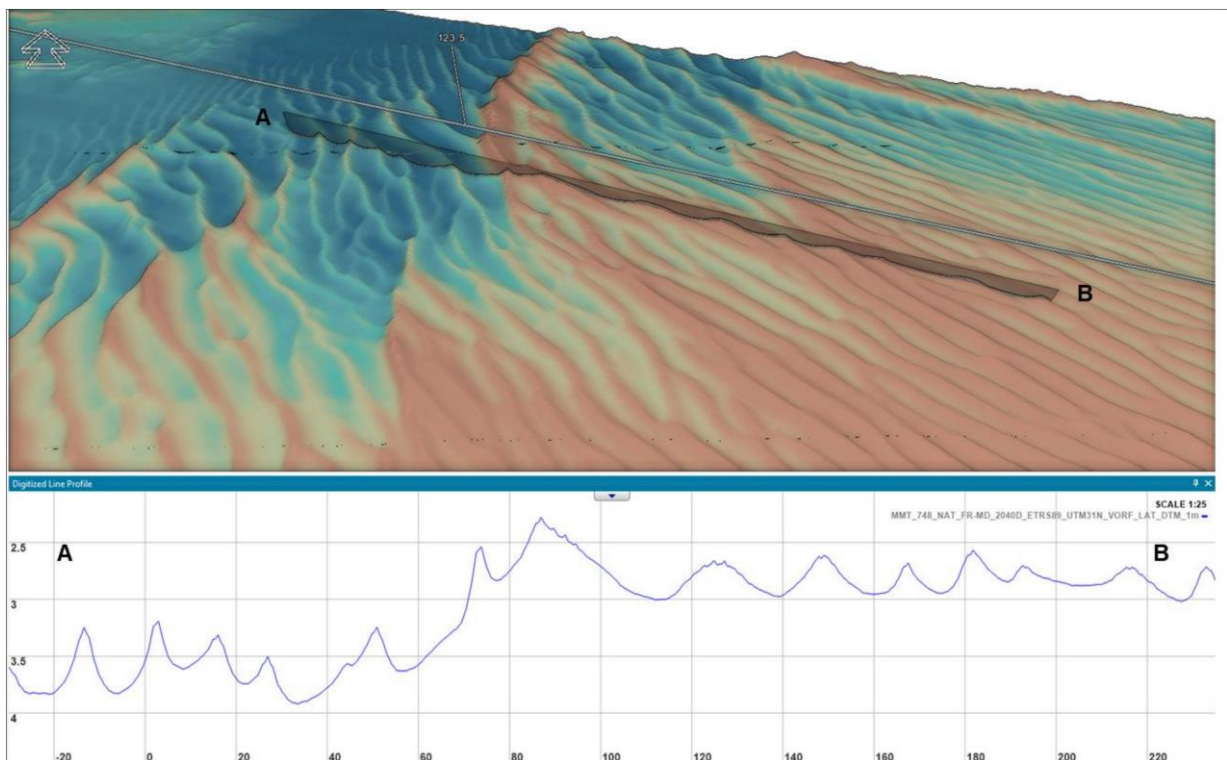 123.5
A
B
Digitized Line Profile
SCALE 1:25
MMT_748_NAT_FR-MD_2040D_ETRS89_UTM31N_VORF_LAT_DTM_1m
A
B
2.5
3
3.5
4
-20 0 20 40 60 80 100 120 140 160 180 200 220